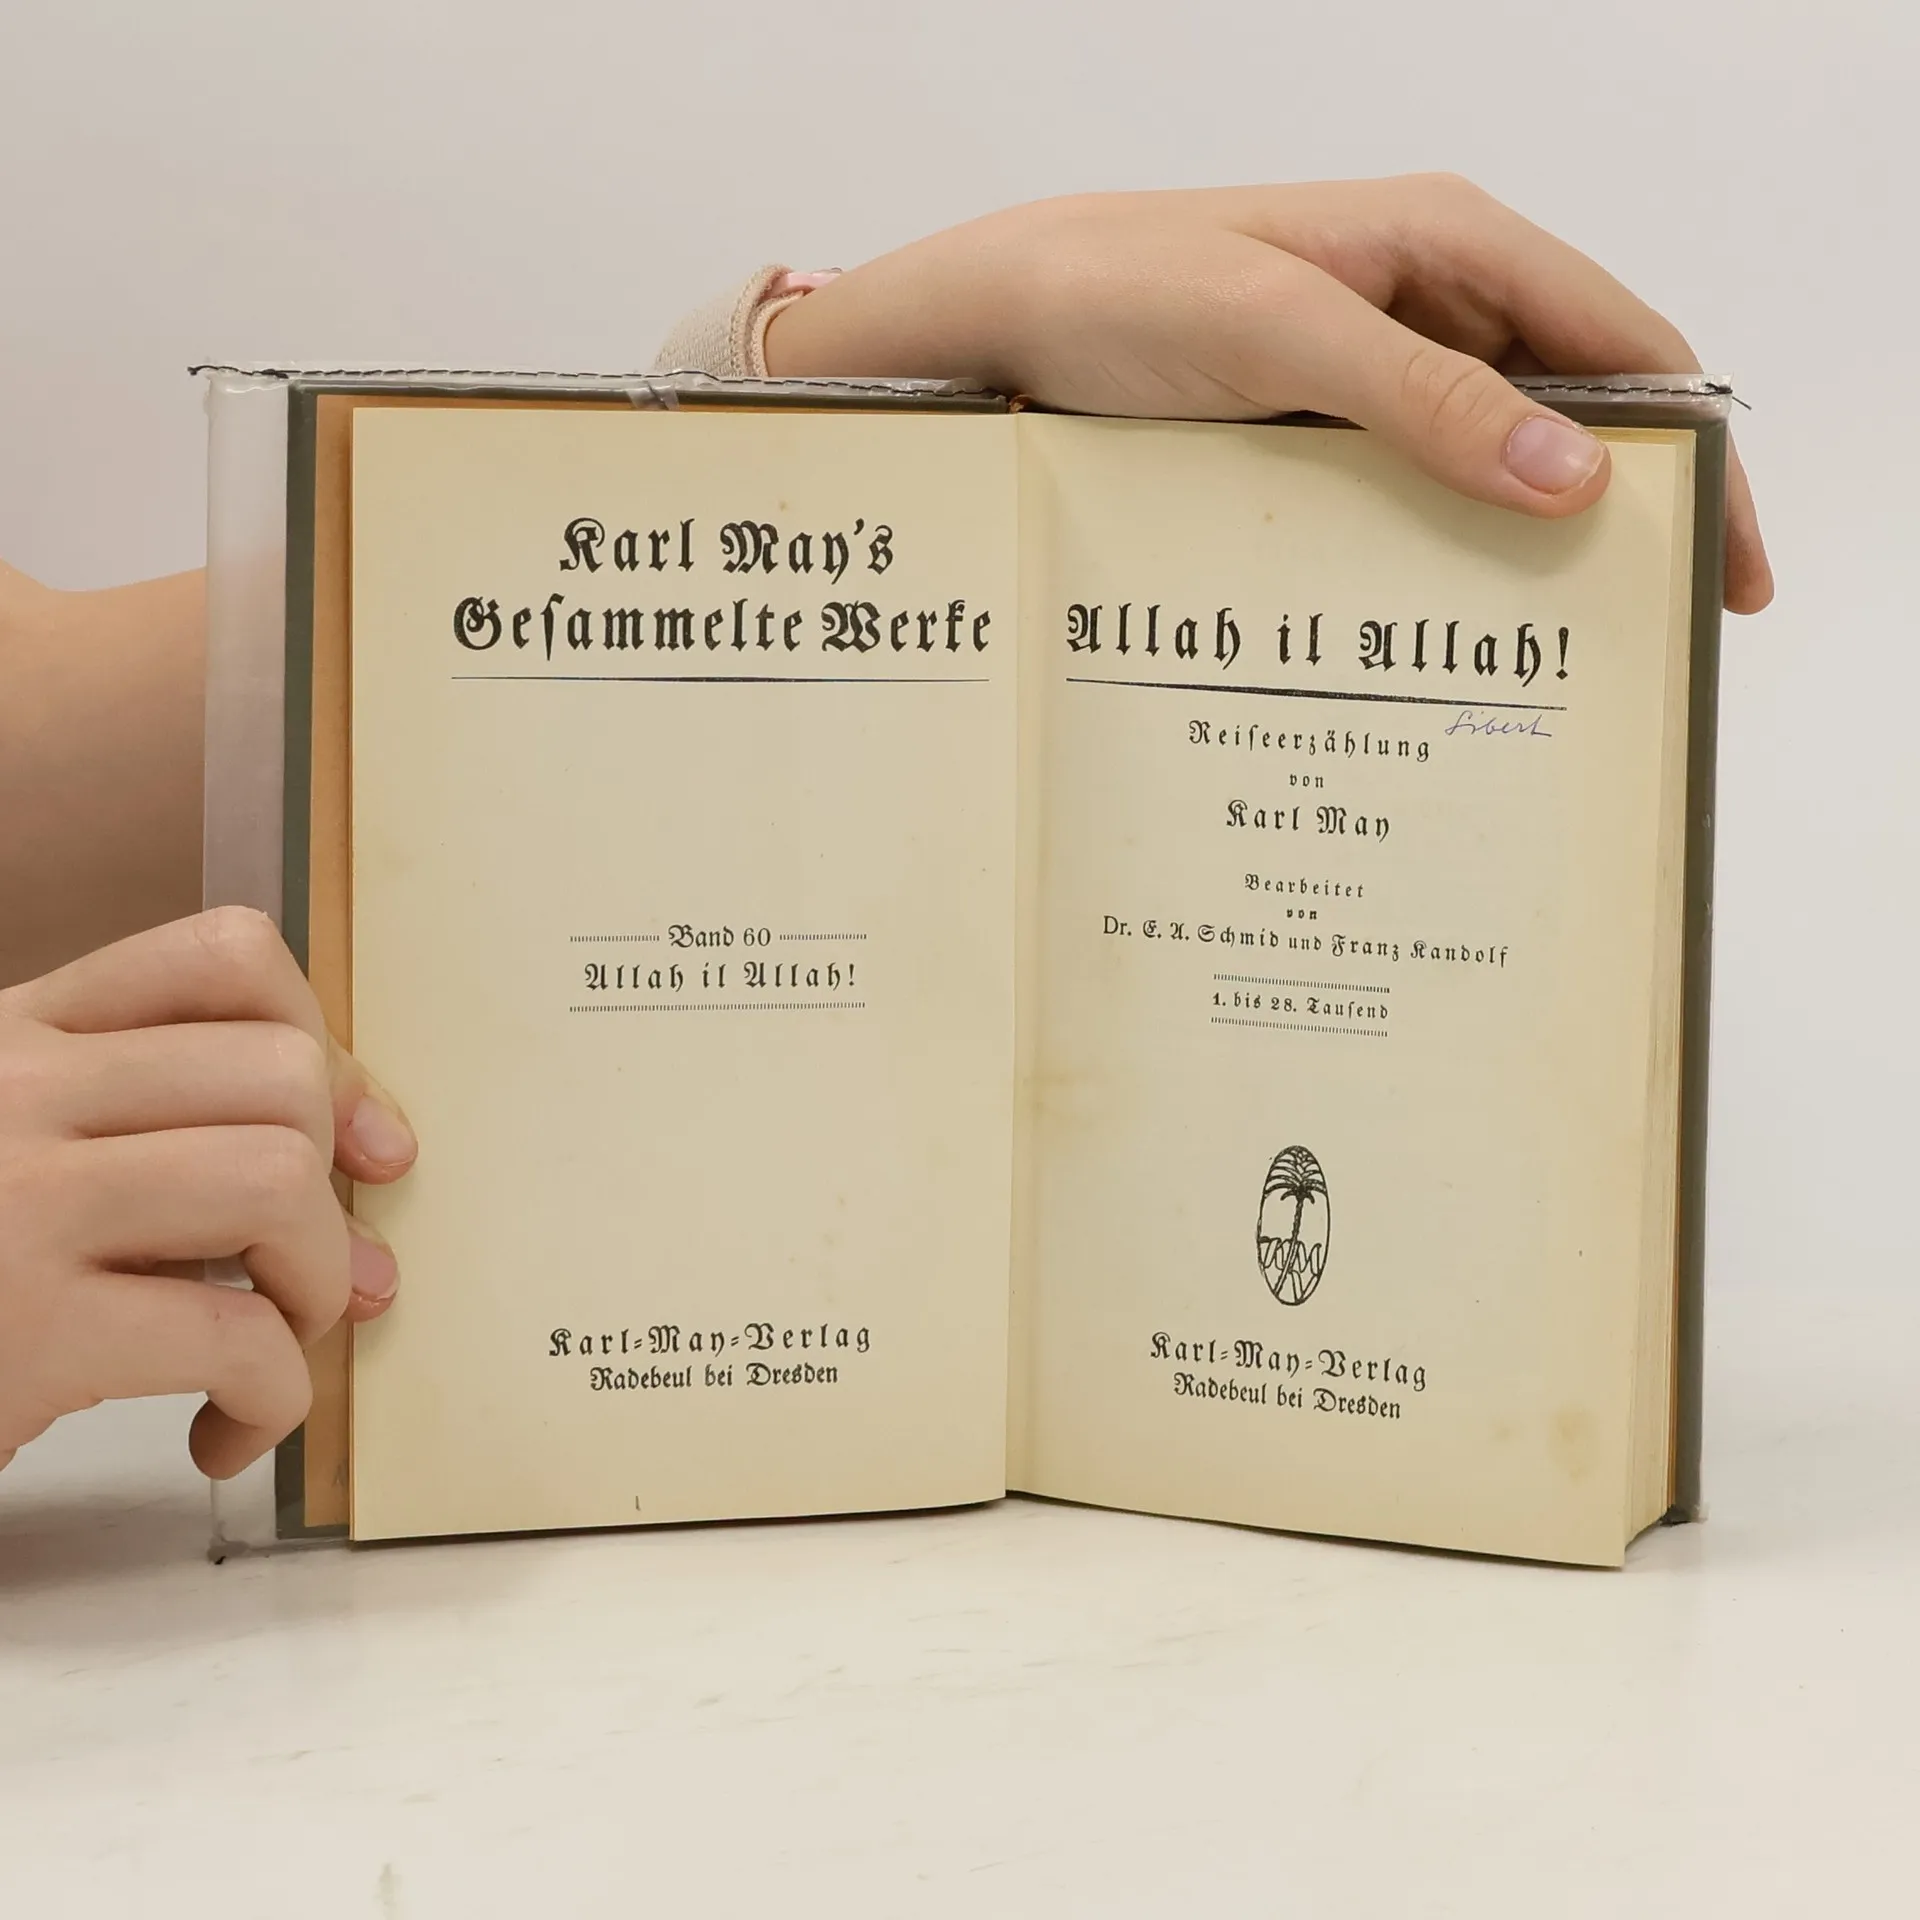 Karl May's
Gesammelte Werke
Band 60
Allah il Allah!
Karl-May-Verlag
Radebeul bei Dresden
Allah il Allah!
Libert
Reiseerzählung
von
Karl May
Bearbeitet
von
Dr. E. A. Schmid und Franz Kandolf
1. bis 28. Tausend
Karl-May-Verlag
Radebeul bei Dresden